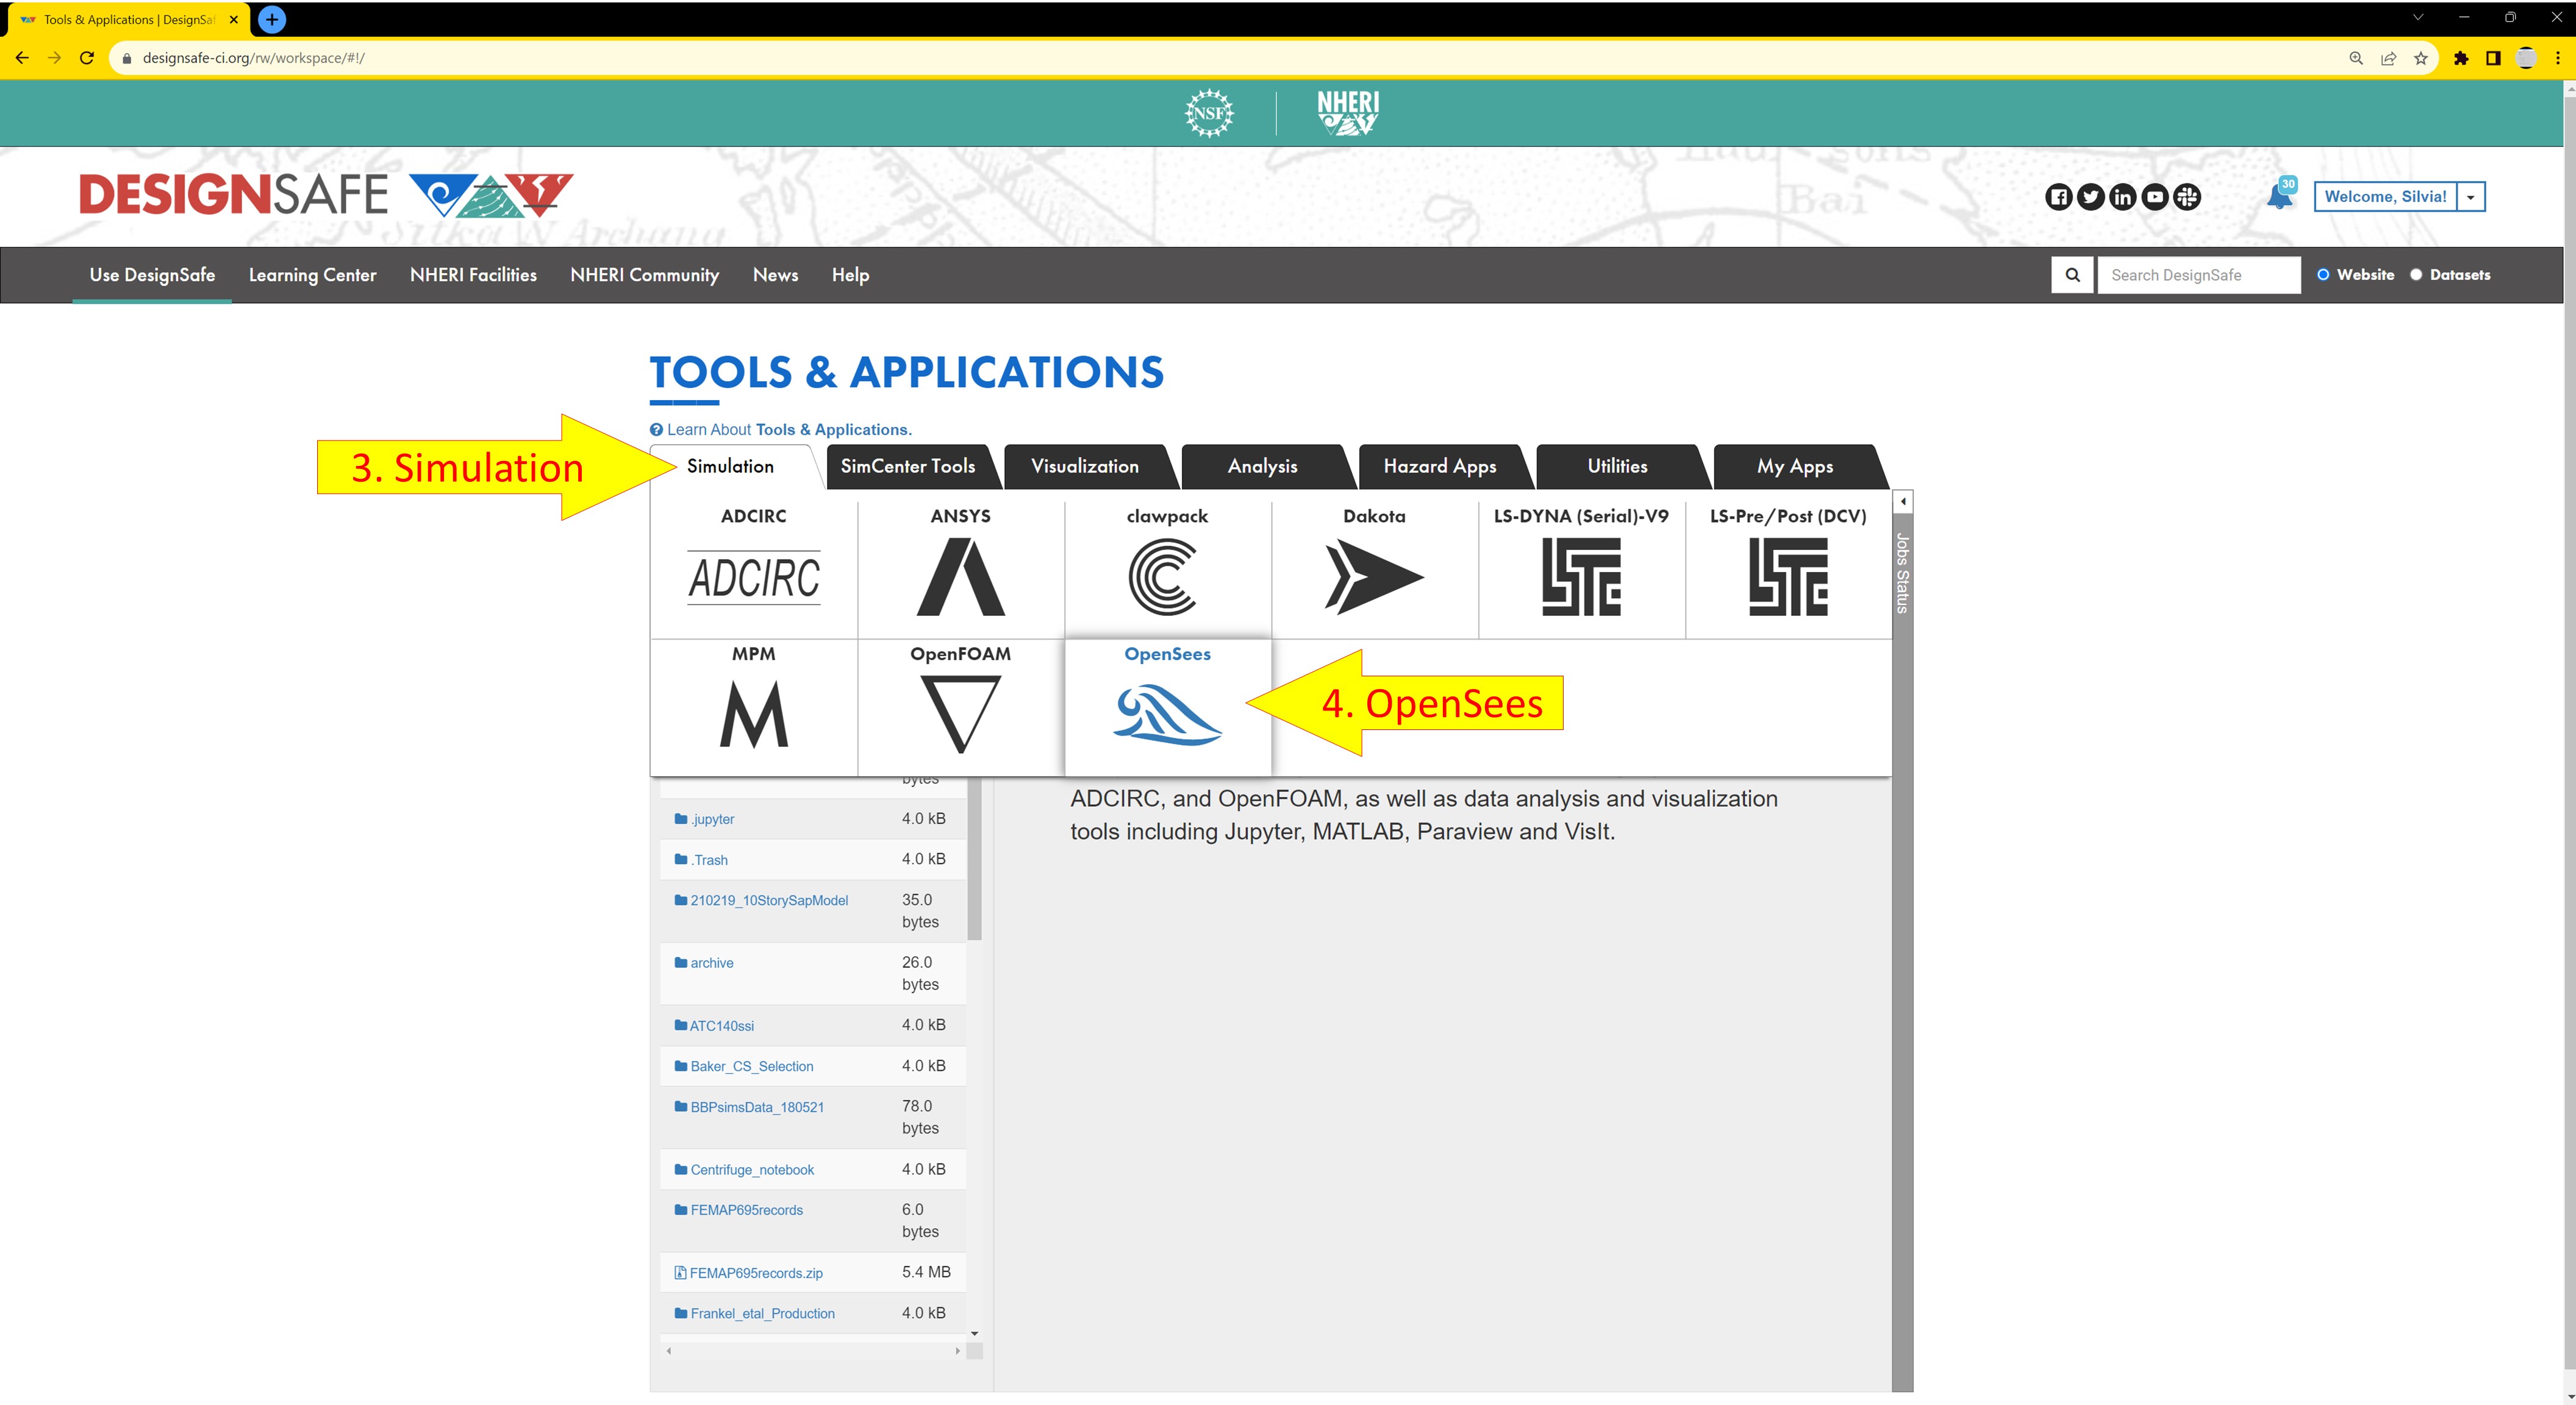 Tools & Applications | DesignSaf
designsafe-ci.org/rw/workspace/#!/
NSF
NHERI
DESIGNSAFE
Sitka N Archang
Bai
30
Welcome, Silvia!
Use DesignSafe
Learning Center
NHERI Facilities
NHERI Community
News
Help
Search DesignSafe
Website
Datasets
TOOLS & APPLICATIONS
Learn About Tools & Applications.
3. Simulation
Simulation
SimCenter Tools
Visualization
Analysis
Hazard Apps
Utilities
My Apps
ADCIRC
ANSYS
clawpack
Dakota
LS-DYNA (Serial)-V9
LS-Pre/Post (DCV)
ADCIRC
Jobs Status
MPM
OpenFOAM
OpenSees
M
4. OpenSees
bytes
ADCIRC, and OpenFOAM, as well as data analysis and visualization
tools including Jupyter, MATLAB, Paraview and VisIt.
.jupyter 4.0 kB
.Trash 4.0 kB
210219_10StorySapModel 35.0
bytes
archive 26.0
bytes
ATC140ssi 4.0 kB
Baker_CS_Selection 4.0 kB
BBPsimsData_180521 78.0
bytes
Centrifuge_notebook 4.0 kB
FEMAP695records 6.0
bytes
FEMAP695records.zip 5.4 MB
Frankel_etal_Production 4.0 kB